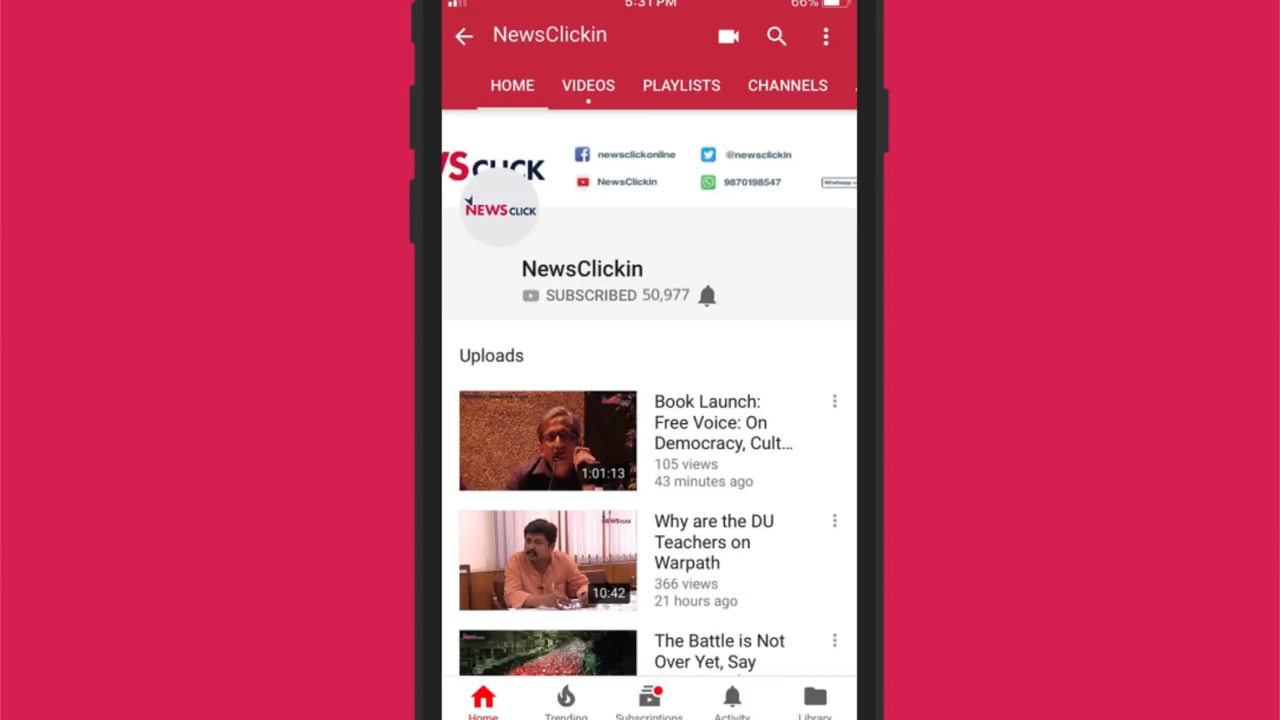 5:31 PM
66%
NewsClickin
HOME VIDEOS PLAYLISTS CHANNELS
WS CLICK
newsclickonline @newsclickin
NewsClickin 9870198547
NEWS CLICK
NewsClickin
SUBSCRIBED 50,977
Uploads
Book Launch:
Free Voice: On
Democracy, Cult...
105 views
43 minutes ago
1:01:13
Why are the DU
Teachers on
Warpath
366 views
21 hours ago
NEWSCLICK
10:42
The Battle is Not
Over Yet, Say
Home Trending Subscriptions Activity Library